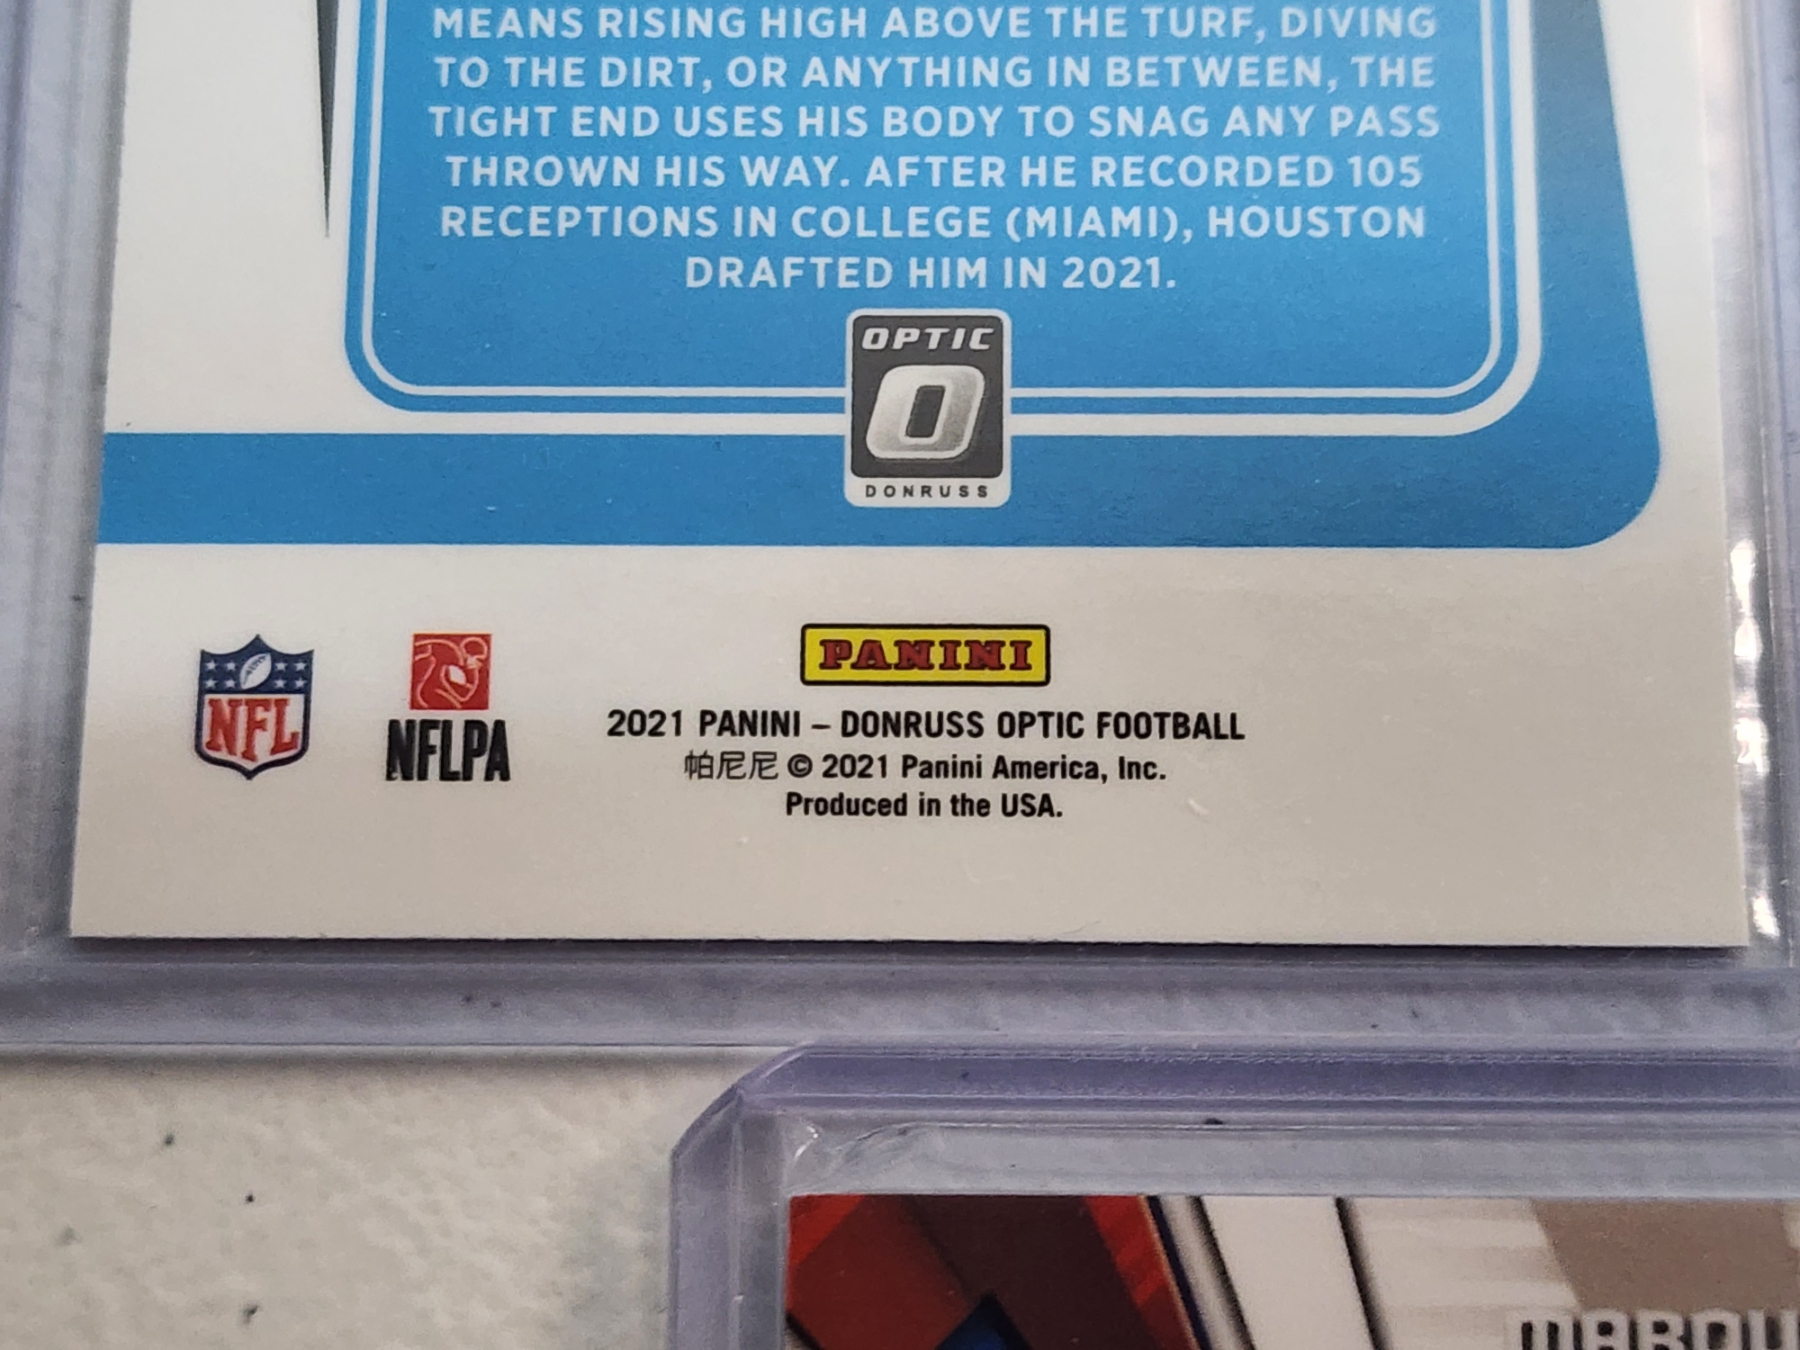 MEANS RISING HIGH ABOVE THE TURF, DIVING
TO THE DIRT, OR ANYTHING IN BETWEEN, THE
TIGHT END USES HIS BODY TO SNAG ANY PASS
THROWN HIS WAY. AFTER HE RECORDED 105
RECEPTIONS IN COLLEGE (MIAMI), HOUSTON
DRAFTED HIM IN 2021.
OPTIC
O
DONRUSS
NFL
NFLPA
PANINI
2021 PANINI – DONRUSS OPTIC FOOTBALL
帕尼尼 © 2021 Panini America, Inc.
Produced in the USA.